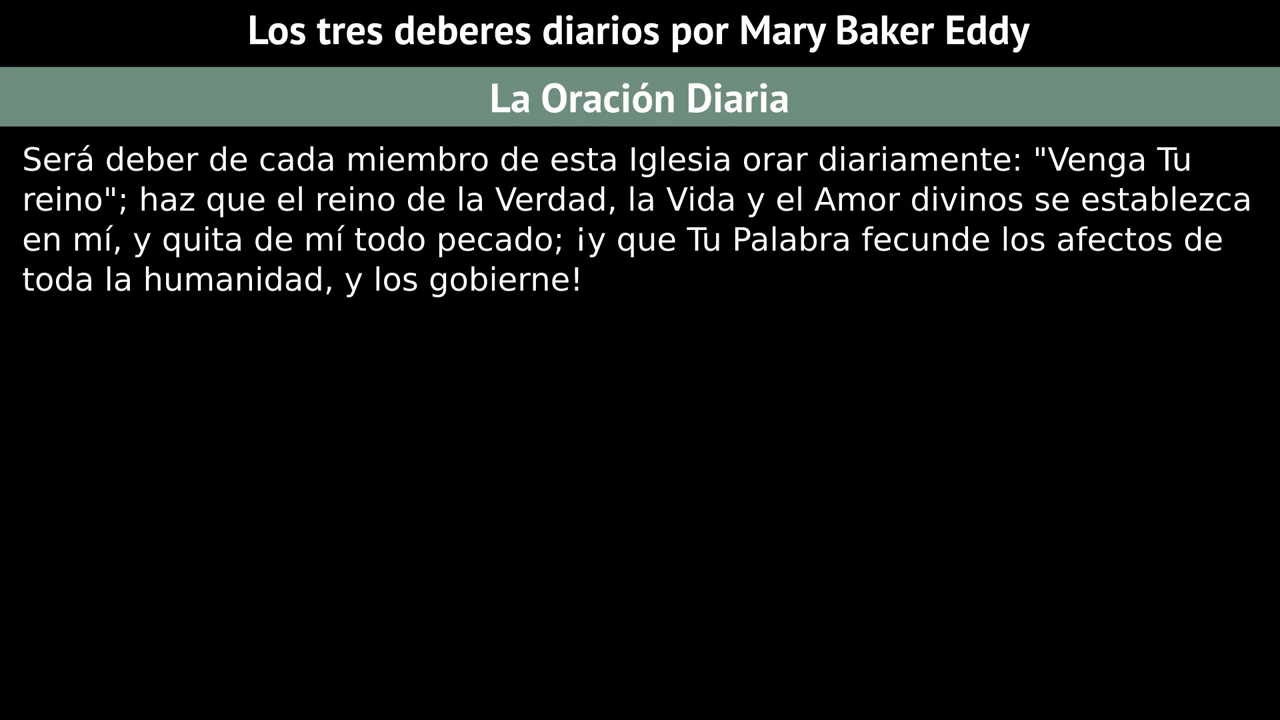 Los tres deberes diarios por Mary Baker Eddy
La Oración Diaria
Será deber de cada miembro de esta Iglesia orar diariamente: "Venga Tu
reino"; haz que el reino de la Verdad, la Vida y el Amor divinos se establezca
en mí, y quita de mí todo pecado; ¡y que Tu Palabra fecunde los afectos de
toda la humanidad, y los gobierne!